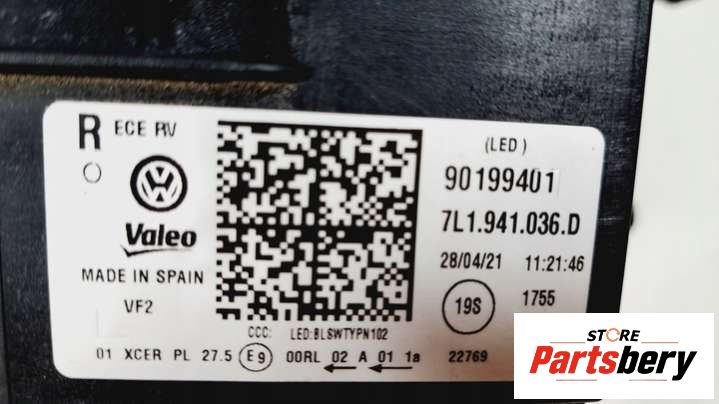 R ECE RV
(LED)
90199401
Valeo
7L1.941.036.D
28/04/21 11:21:46
MADE IN SPAIN
VF2
19S 1755
CCC: LED:BLSWTYPN102
01 XCER PL 27.5 E9 00RL 02 A 01 1a 22769
STORE
Partsbery